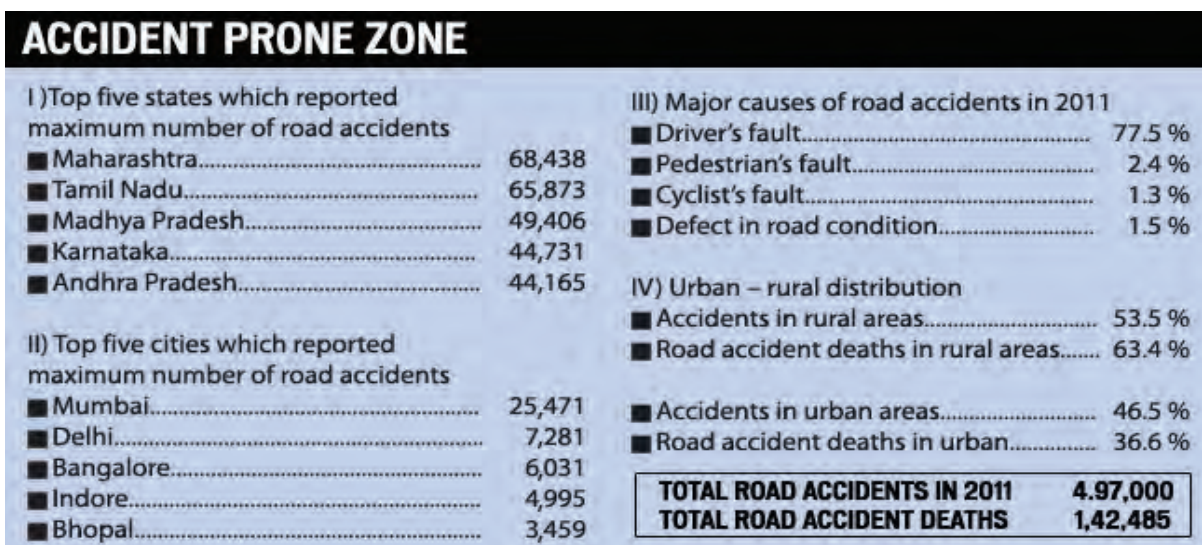 ACCIDENT PRONE ZONE
I )Top five states which reported
maximum number of road accidents
■ Maharashtra................................................ 68,438
■ Tamil Nadu................................................ 65,873
■ Madhya Pradesh........................................ 49,406
■ Karnataka.................................................. 44,731
■ Andhra Pradesh......................................... 44,165
II) Top five cities which reported
maximum number of road accidents
■ Mumbai..................................................... 25,471
■ Delhi.......................................................... 7,281
■ Bangalore.................................................. 6,031
■ Indore........................................................ 4,995
■ Bhopal....................................................... 3,459
III) Major causes of road accidents in 2011
■ Driver's fault............................................... 77.5 %
■ Pedestrian's fault........................................ 2.4 %
■ Cyclist's fault.............................................. 1.3 %
■ Defect in road condition............................ 1.5 %
IV) Urban – rural distribution
■ Accidents in rural areas.............................. 53.5 %
■ Road accident deaths in rural areas....... 63.4 %
■ Accidents in urban areas........................... 46.5 %
■ Road accident deaths in urban............... 36.6 %
TOTAL ROAD ACCIDENTS IN 2011 4.97,000
TOTAL ROAD ACCIDENT DEATHS 1,42,485